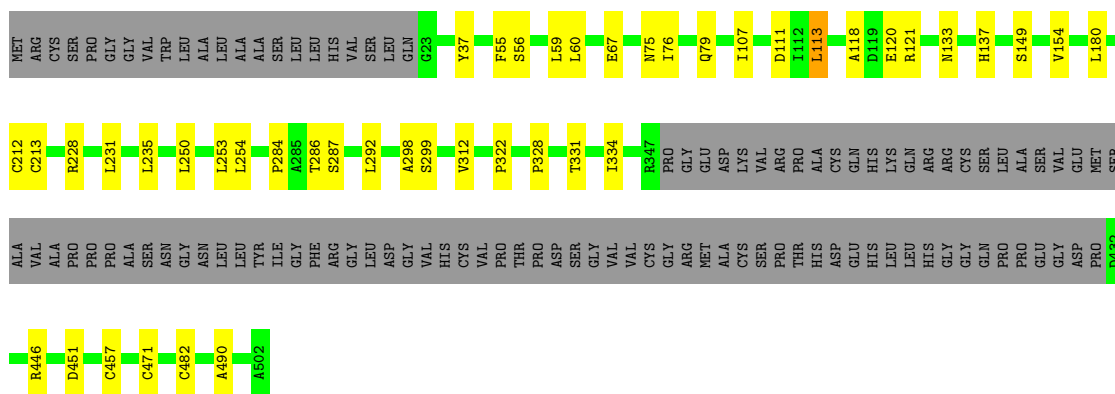 MET ARG CYS SER PRO GLY GLY VAL TRP LEU ALA LEU ALA ALA SER LEU LEU HIS VAL SER LEU GLN G23 Y37 F55 S56 L59 L60 E67 N75 I76 Q79 I107 D111 I112 L113 A118 D119 E120 R121 N133 H137 S149 V154 L180
C212 C213 R228 L231 L235 L250 L253 L254 P284 A285 T286 S287 L292 A298 S299 V312 P322 P328 T331 I334 R347 PRO GLY GLU ASP LYS VAL ARG PRO ALA CYS GLN HIS LYS GLN ARG ARG CYS SER LEU ALA SER VAL GLU MET SER
ALA VAL ALA PRO PRO PRO ALA SER ASN GLY ASN LEU LEU TYR ILE GLY PHE ARG GLY LEU ASP GLY VAL HIS CYS VAL PRO THR PRO ASP SER GLY VAL VAL CYS GLY ARG MET ALA CYS SER PRO THR HIS ASP GLU HIS LEU LEU HIS GLY GLY GLN PRO PRO GLU GLY ASP PRO D432
R446 D451 C457 C471 C482 A490 A502